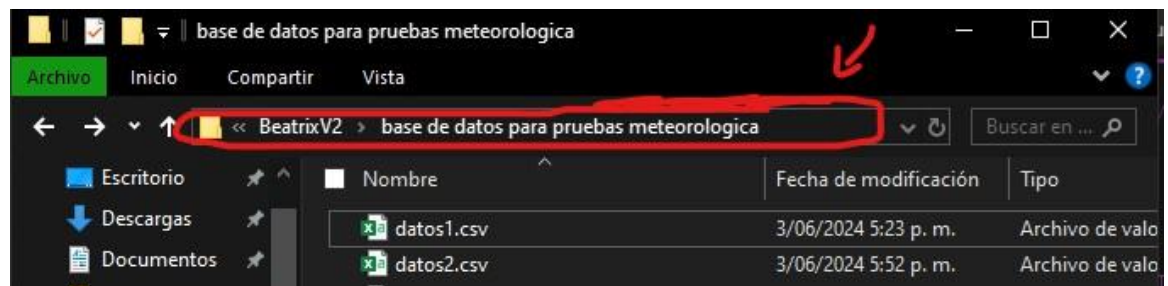 base de datos para pruebas meteorologica
Archivo Inicio Compartir Vista
« BeatrixV2 › base de datos para pruebas meteorologica Buscar en ...
Escritorio Nombre Fecha de modificación Tipo
Descargas datos1.csv 3/06/2024 5:23 p. m. Archivo de valo
Documentos datos2.csv 3/06/2024 5:52 p. m. Archivo de valo